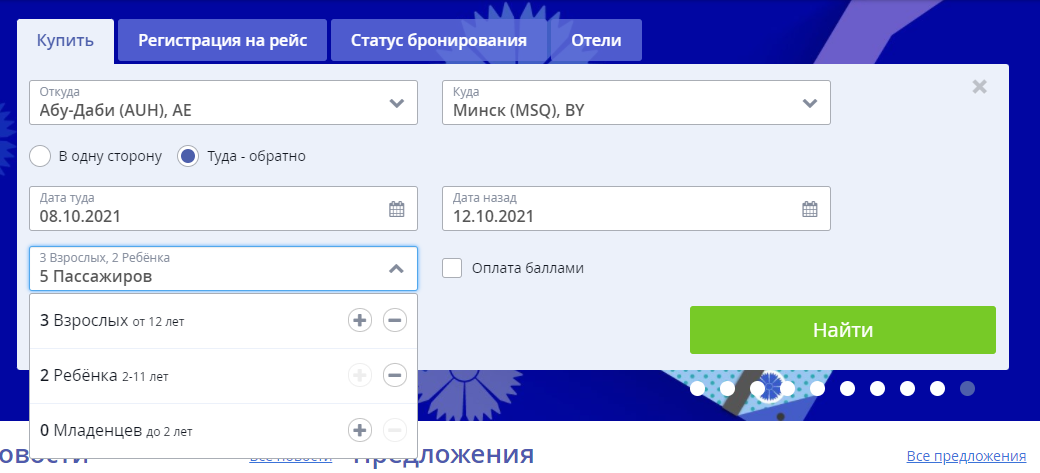 Купить
Регистрация на рейс
Статус бронирования
Отели
Откуда
Абу-Даби (AUH), AE
Куда
Минск (MSQ), BY
В одну сторону
Туда - обратно
Дата туда
08.10.2021
Дата назад
12.10.2021
3 Взрослых, 2 Ребёнка
5 Пассажиров
Оплата баллами
3 Взрослых от 12 лет
2 Ребёнка 2-11 лет
0 Младенцев до 2 лет
Найти
Все предложения